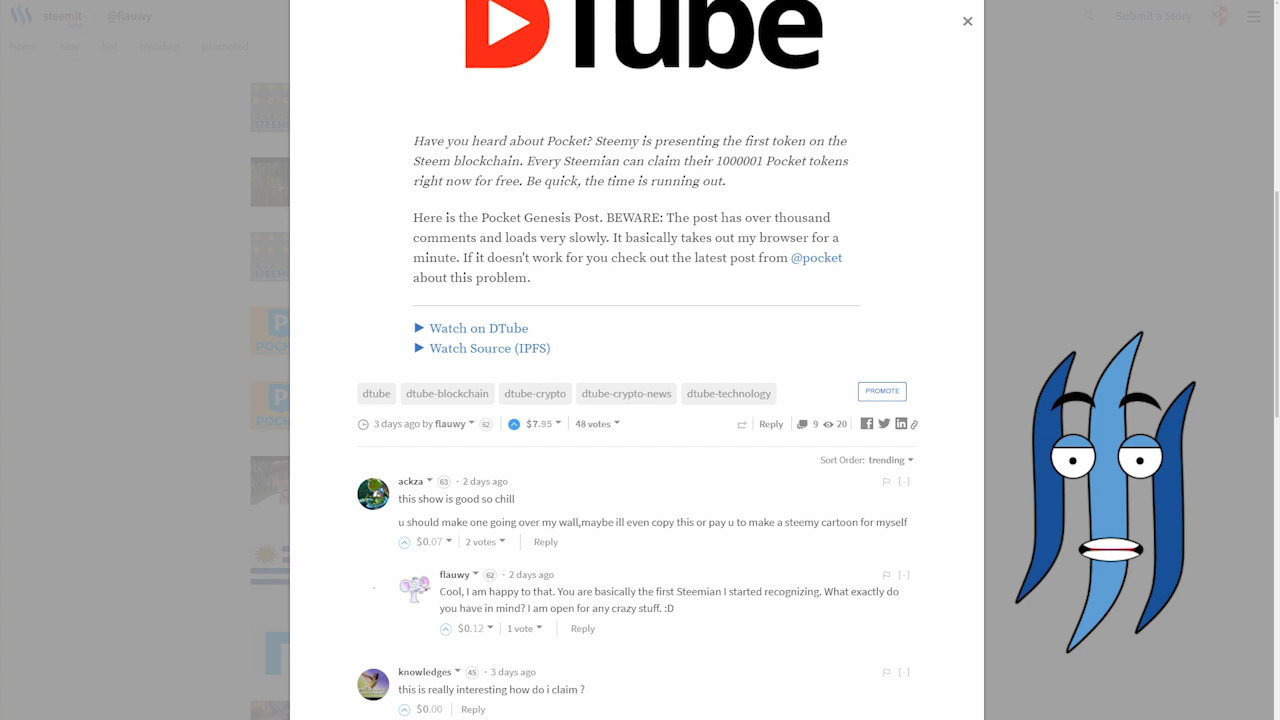 steemit
@flauwy
Submit a Story
home new hot trending promoted
DTube
Have you heard about Pocket? Steemy is presenting the first token on the
Steem blockchain. Every Steemian can claim their 1000001 Pocket tokens
right now for free. Be quick, the time is running out.
Here is the Pocket Genesis Post. BEWARE: The post has over thousand
comments and loads very slowly. It basically takes out my browser for a
minute. If it doesn't work for you check out the latest post from @pocket
about this problem.
Watch on DTube
Watch Source (IPFS)
dtube dtube-blockchain dtube-crypto dtube-crypto-news dtube-technology
PROMOTE
3 days ago by flauwy 62 $7.95 48 votes Reply 9 20
Sort Order: trending
ackza 63 · 2 days ago [-]
this show is good so chill
u should make one going over my wall,maybe ill even copy this or pay u to make a steemy cartoon for myself
$0.07 2 votes Reply
flauwy 62 · 2 days ago [-]
Cool, I am happy to that. You are basically the first Steemian I started recognizing. What exactly do
you have in mind? I am open for any crazy stuff. :D
$0.12 1 vote Reply
knowledges 45 · 3 days ago [-]
this is really interesting how do i claim ?
$0.00 Reply